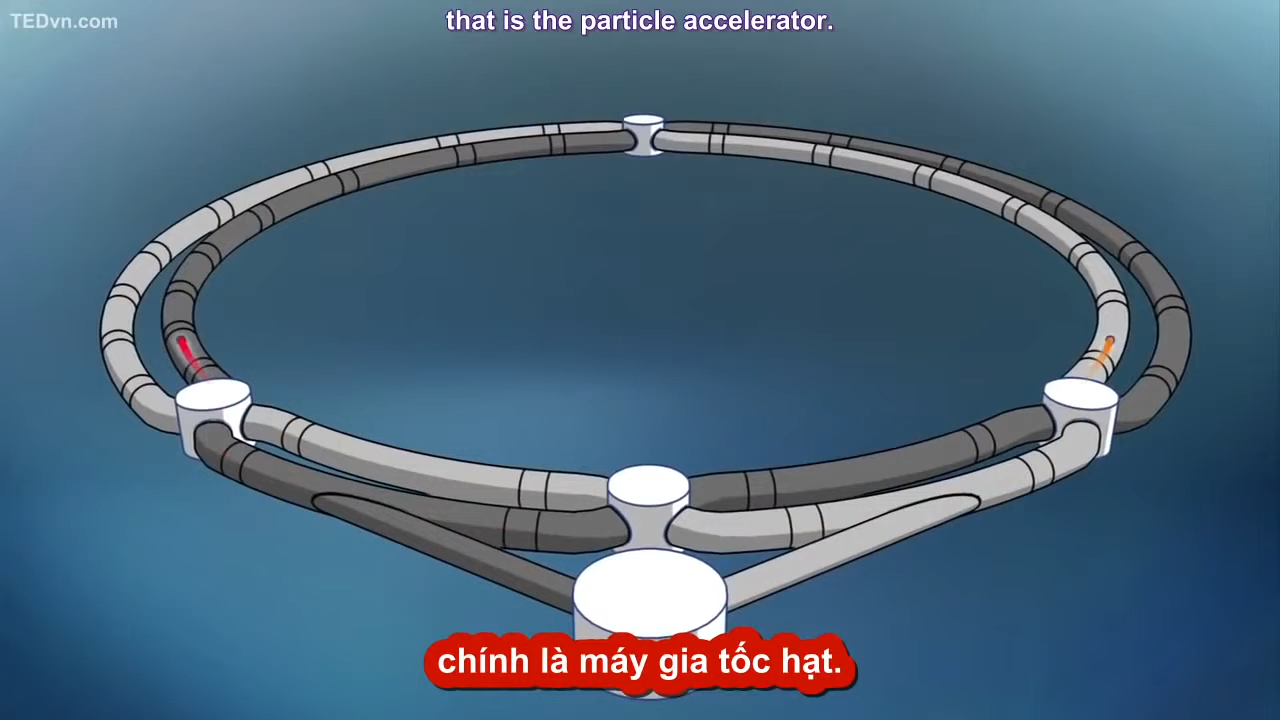 TEDvn.com
that is the particle accelerator.
chính là máy gia tốc hạt.